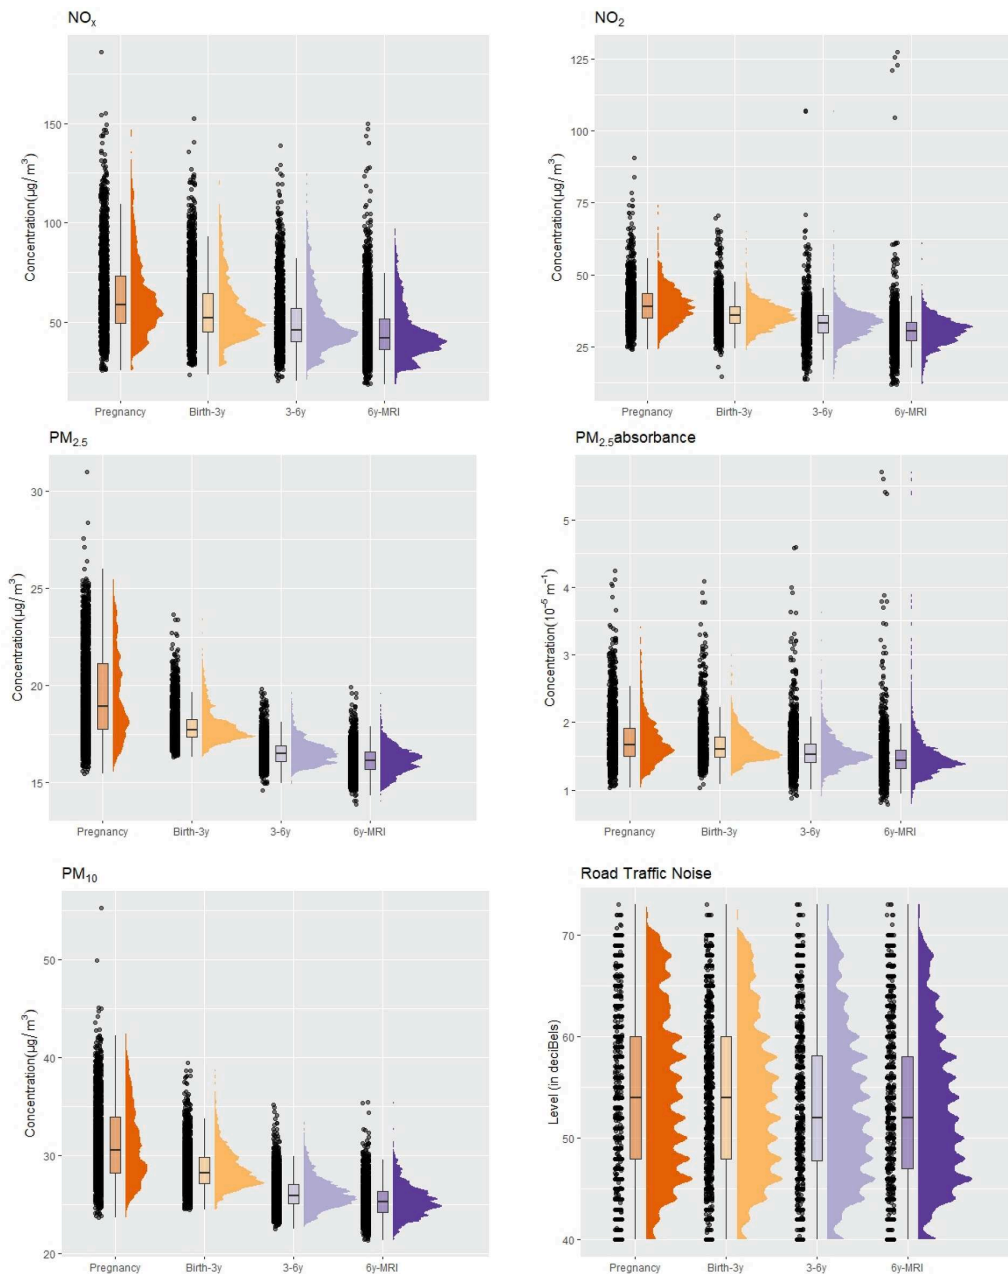 NOₓ
Concentration(μg/ m³)
150
100
50
Pregnancy Birth-3y 3-6y 6y-MRI
NO₂
Concentration(μg/ m³)
125
100
75
50
25
Pregnancy Birth-3y 3-6y 6y-MRI
PM₂.₅
Concentration(μg/ m³)
30
25
20
15
Pregnancy Birth-3y 3-6y 6y-MRI
PM₂.₅absorbance
Concentration(10⁻⁵ m⁻¹)
5
4
3
2
1
Pregnancy Birth-3y 3-6y 6y-MRI
PM₁₀
Concentration(μg/ m³)
50
40
30
20
Pregnancy Birth-3y 3-6y 6y-MRI
Road Traffic Noise
Level (in deciBels)
70
60
50
40
Pregnancy Birth-3y 3-6y 6y-MRI